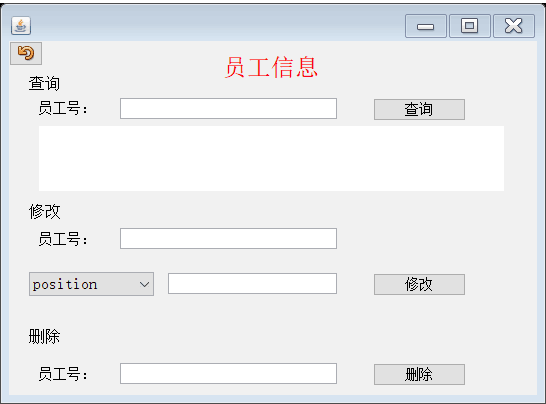 员工信息
查询
员工号： 查询
修改
员工号：
position 修改
删除
员工号： 删除